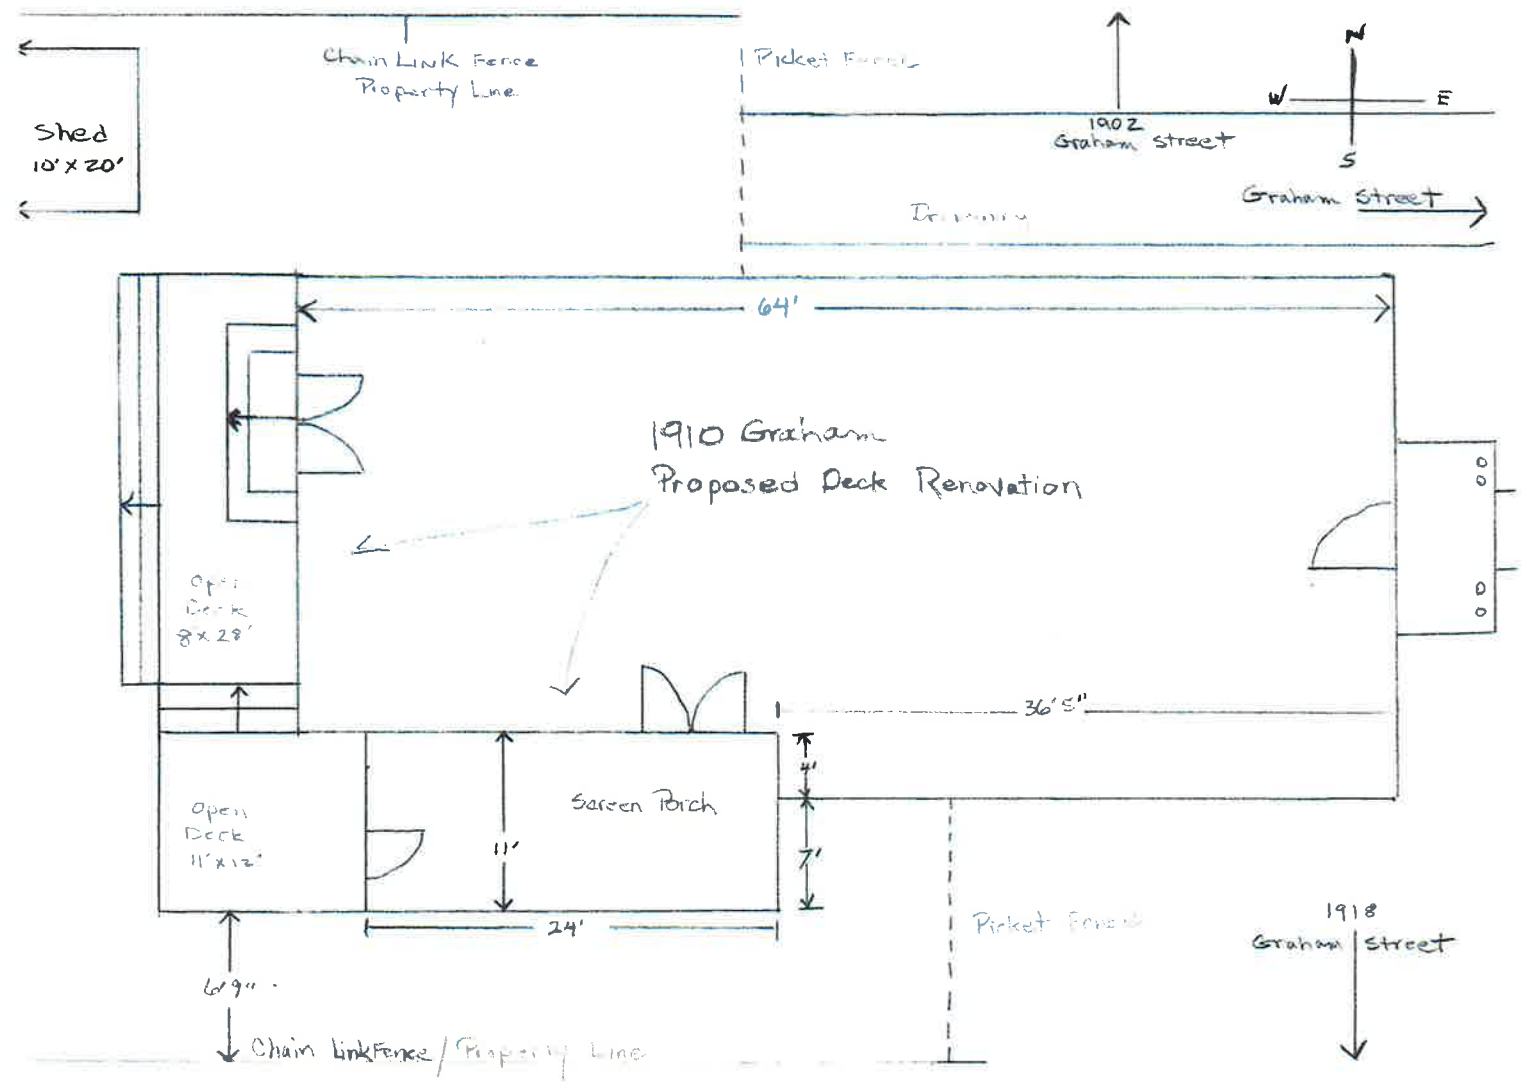 N
Chain Link Fence
Property Line
Picket Fence
W E
Shed
10' x 20'
1902
Graham Street
S
Graham Street
Driveway
64'
1910 Graham
Proposed Deck Renovation
Open
Deck
8 x 28'
36' 5"
4'
Screen Porch
Open
Deck
11' x 12'
11'
7'
24'
Picket Fence
1918
Graham Street
6' 9"
Chain Link Fence / Property Line